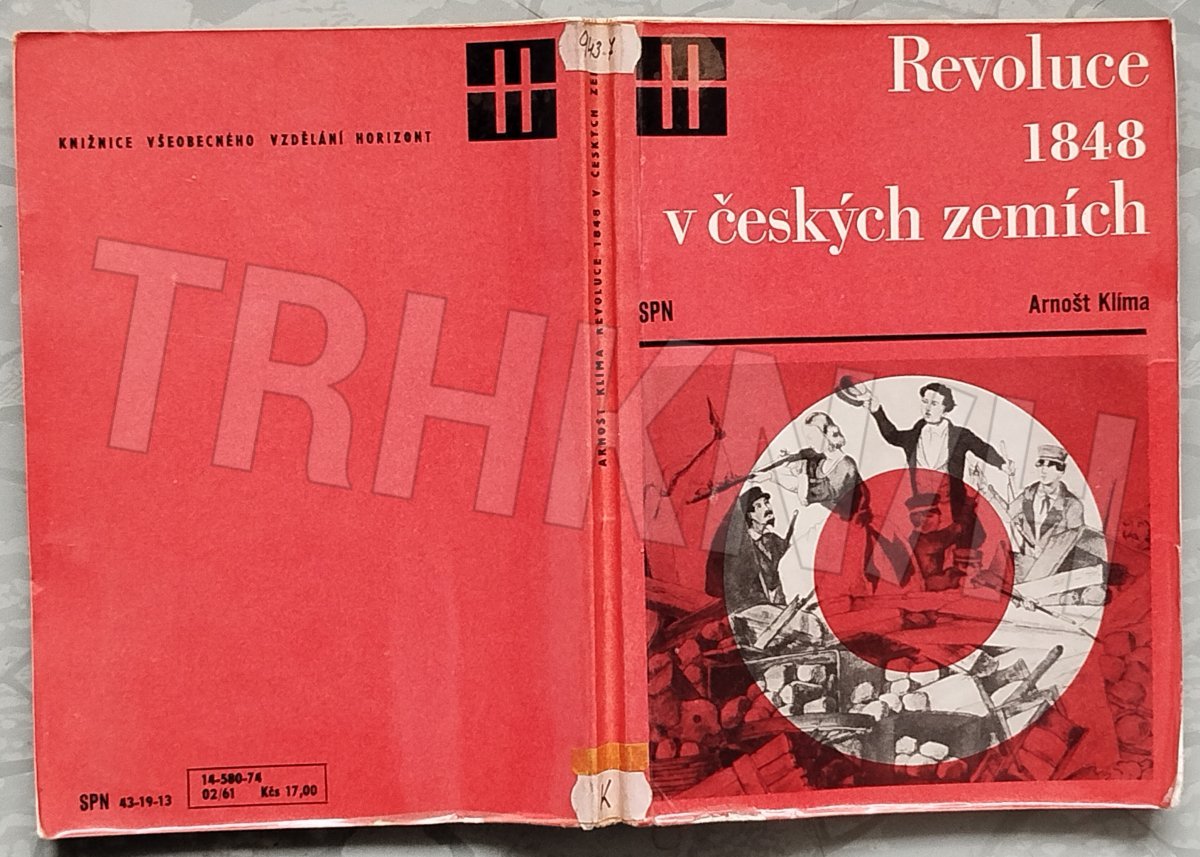 KNIŽNICE VŠEOBECNÉHO VZDĚLÁNÍ HORIZONT
SPN 43-19-13
14-580-74
02/61 Kčs 17,00
943.7
ARNOŠT KLÍMA REVOLUCE 1848 V ČESKÝCH
K
Revoluce
1848
v českých zemích
SPN
Arnošt Klíma
TRHKNIH